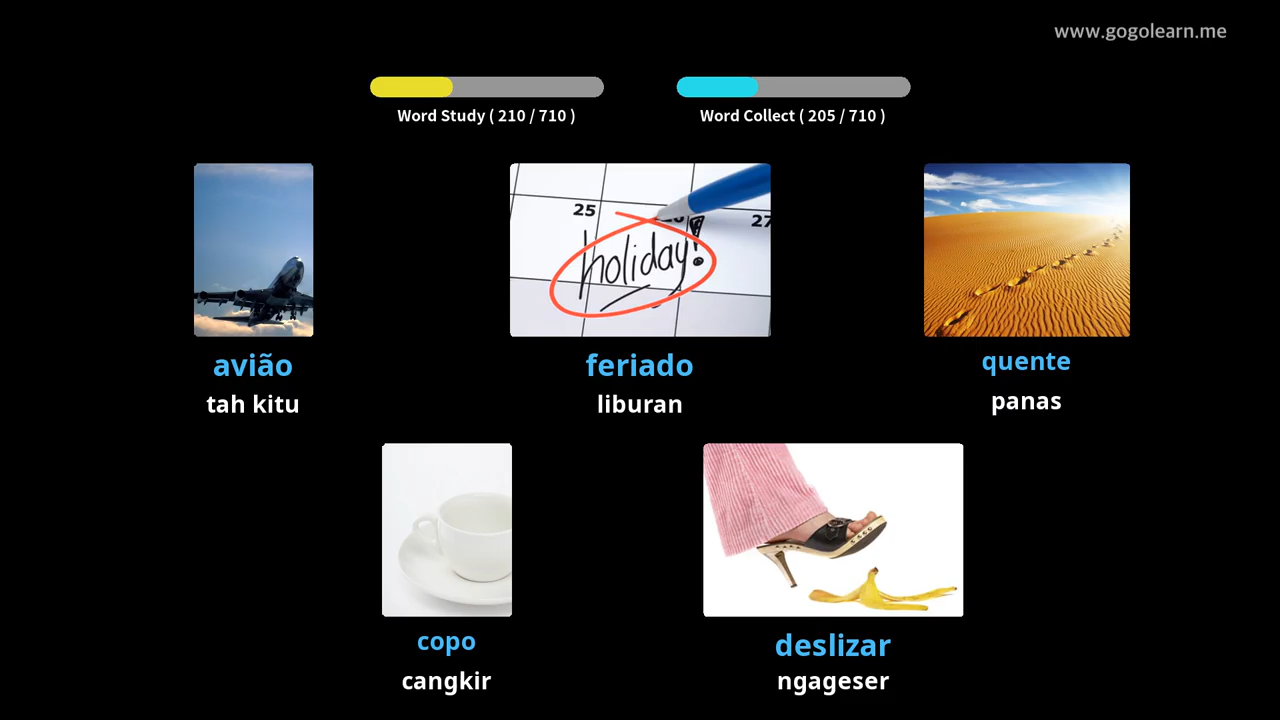 www.gogolearn.me
Word Study ( 210 / 710 )
Word Collect ( 205 / 710 )
25
27
holiday!
avião
tah kitu
feriado
liburan
quente
panas
copo
cangkir
deslizar
ngageser